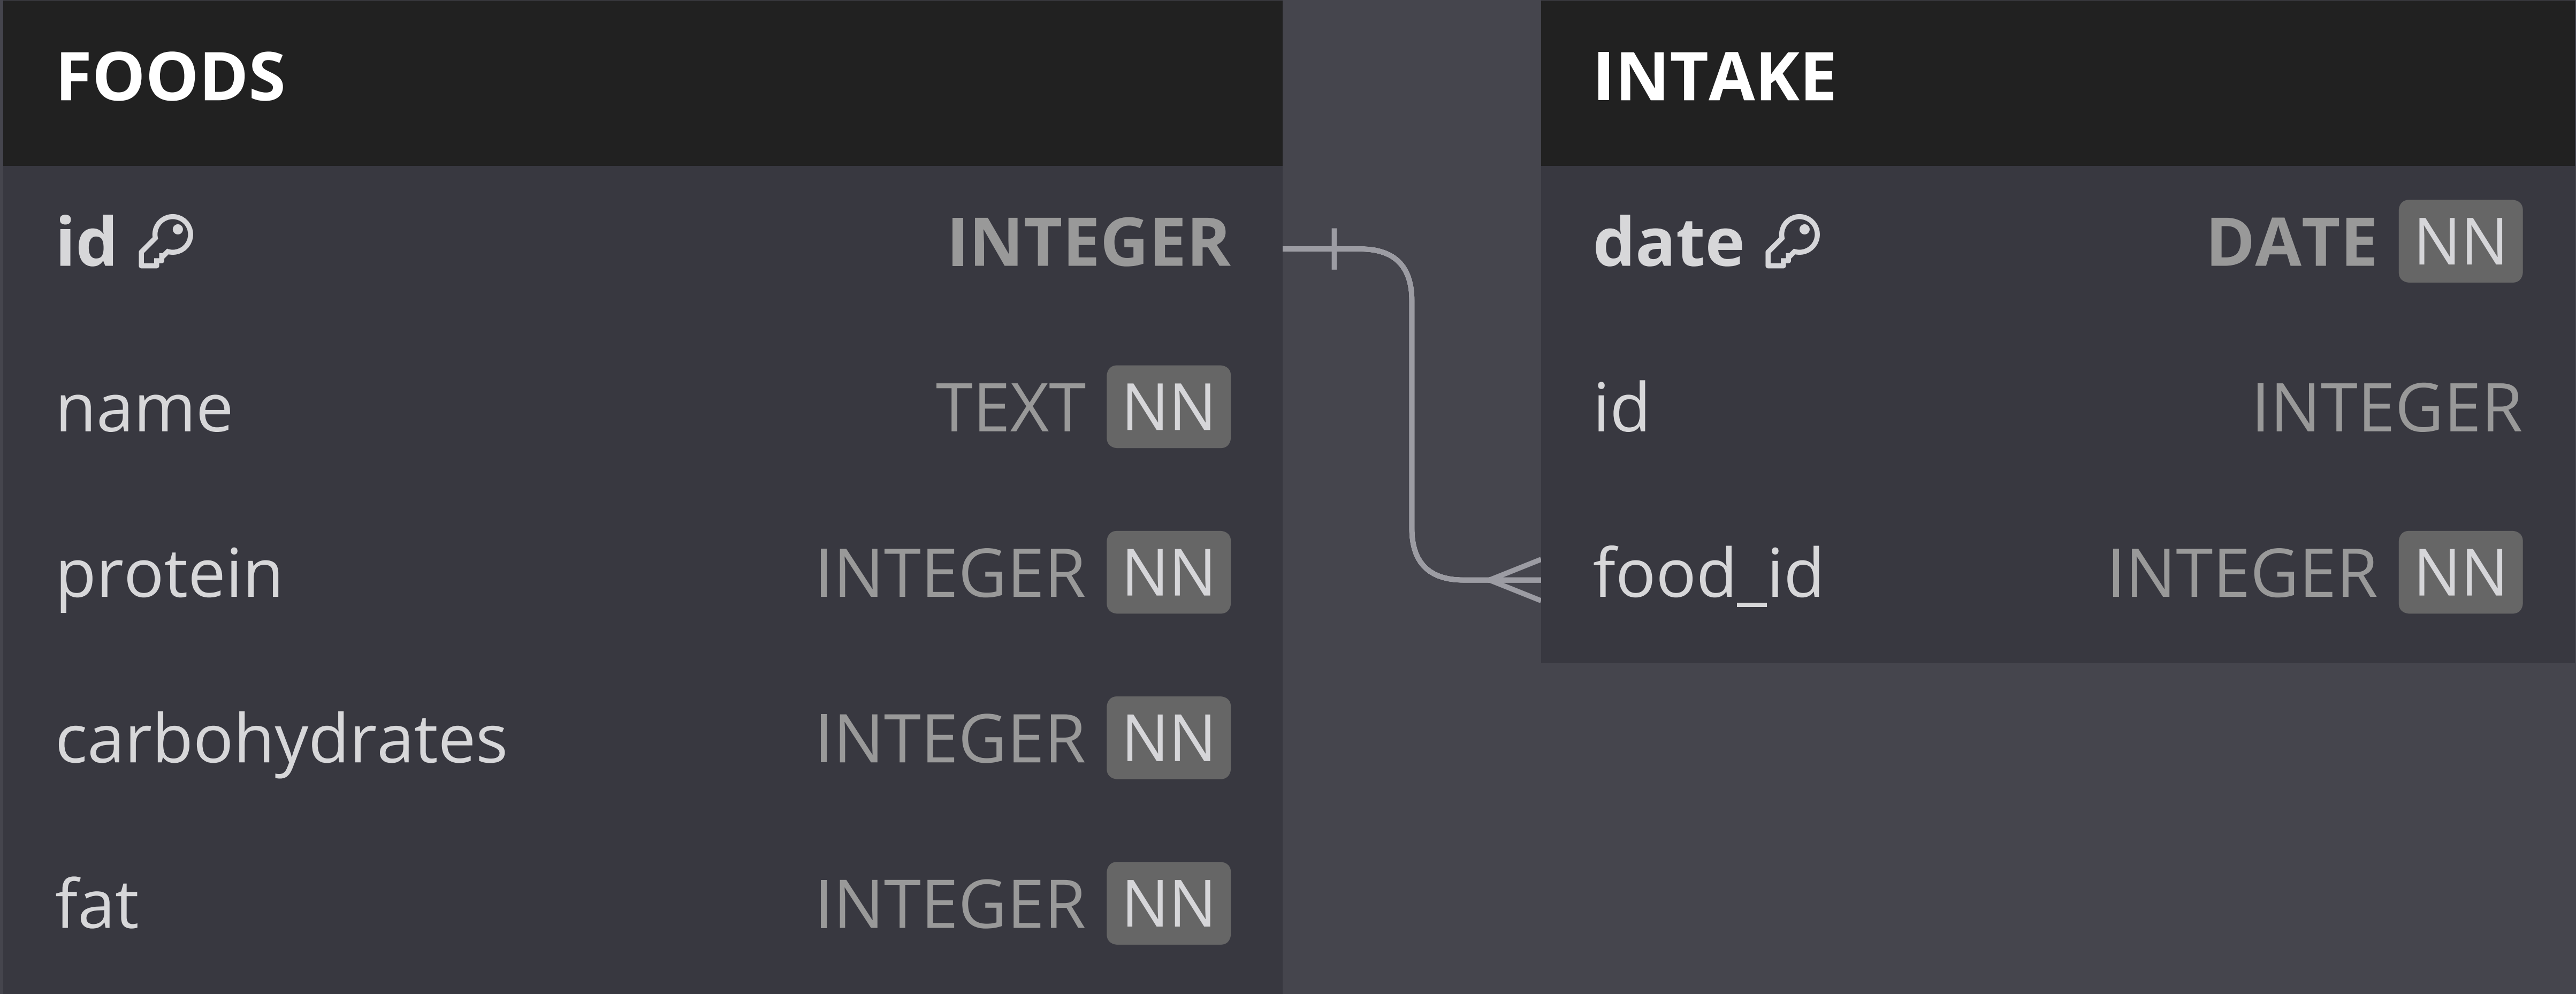 FOODS
id INTEGER
name TEXT NN
protein INTEGER NN
carbohydrates INTEGER NN
fat INTEGER NN
INTAKE
date DATE NN
id INTEGER
food_id INTEGER NN